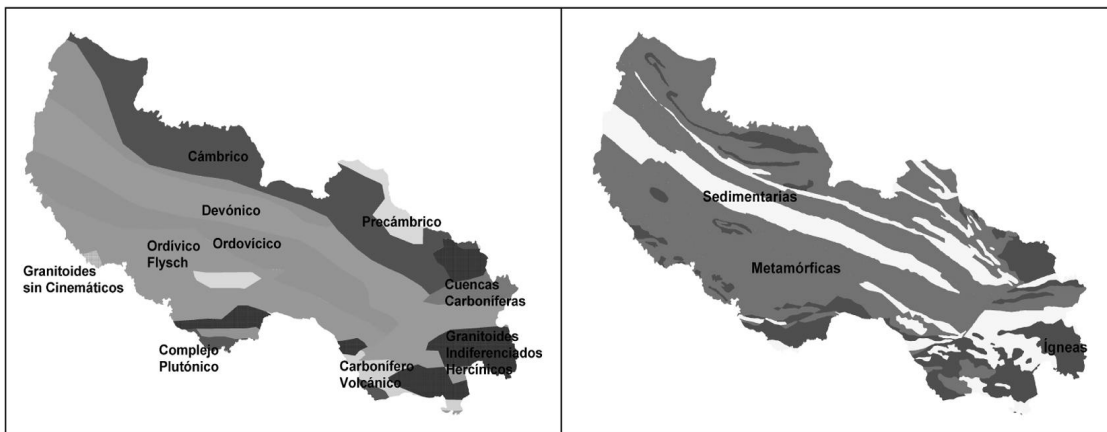 Cámbrico
Devónico
Precámbrico
Ordívico
Flysch
Ordovícico
Granitoides
sin Cinemáticos
Cuencas
Carboníferas
Granitoides
Indiferenciados
Hercínicos
Complejo
Plutónico
Carbonífero
Volcánico
Sedimentarias
Metamórficas
Ígneas